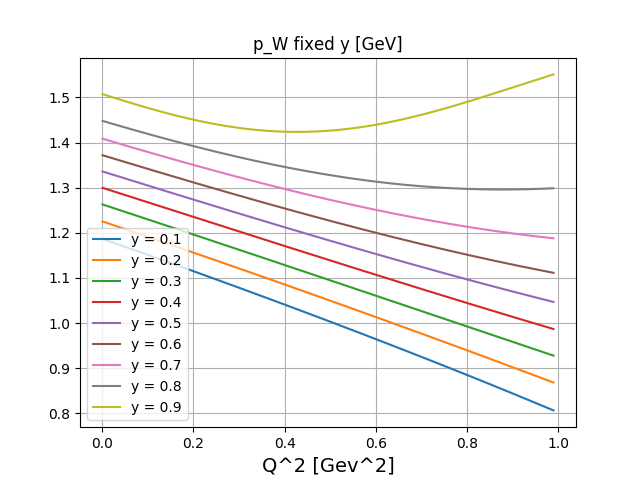 p_W fixed y [GeV]
1.5
1.4
1.3
1.2
1.1
1.0
0.9
0.8
y = 0.1
y = 0.2
y = 0.3
y = 0.4
y = 0.5
y = 0.6
y = 0.7
y = 0.8
y = 0.9
0.0 0.2 0.4 0.6 0.8 1.0
Q^2 [Gev^2]